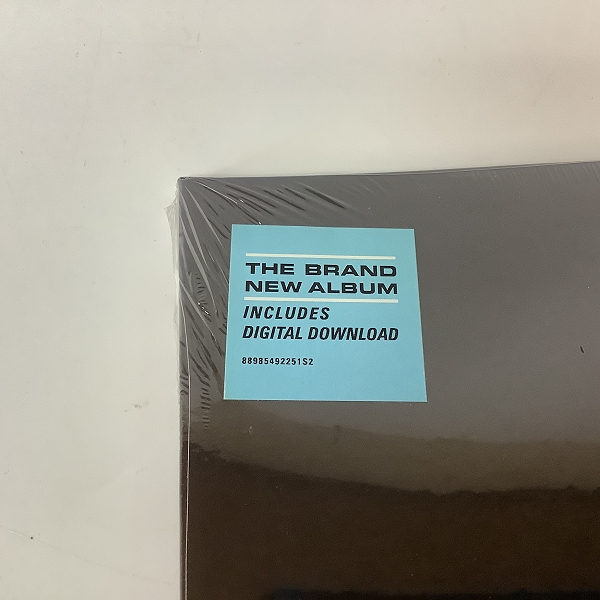 THE BRAND
NEW ALBUM
INCLUDES
DIGITAL DOWNLOAD
88985492251S2